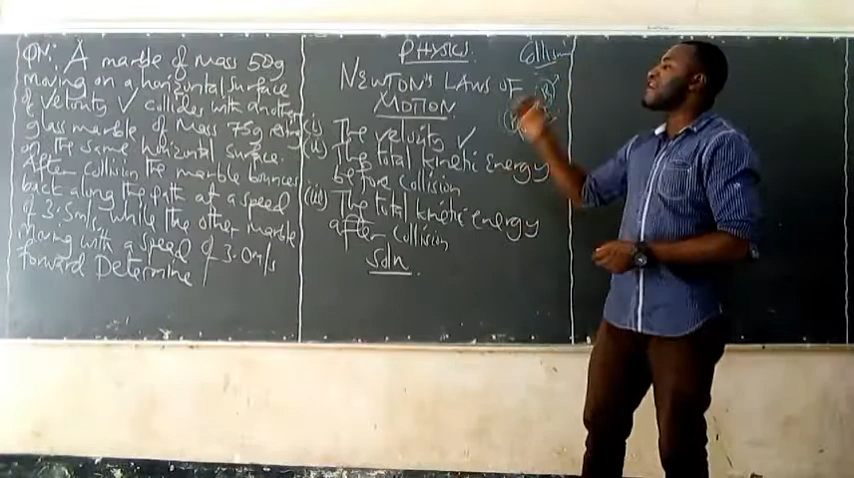 QN: A marble of mass 50g
moving on a horizontal surface
of velocity V collides with another
glass marble of mass 75g
on the same horizontal surface.
After collision the marble bounces
back along the path at a speed
of 3.5m/s while the other marble
moving with a speed of 3.0m/s
forward Determine
PHYSICS.
NEWTON'S LAWS OF
MOTION
(i) The velocity V
(ii) The total kinetic Energy
before collision
(iii) The total kinetic energy
after collision
Soln